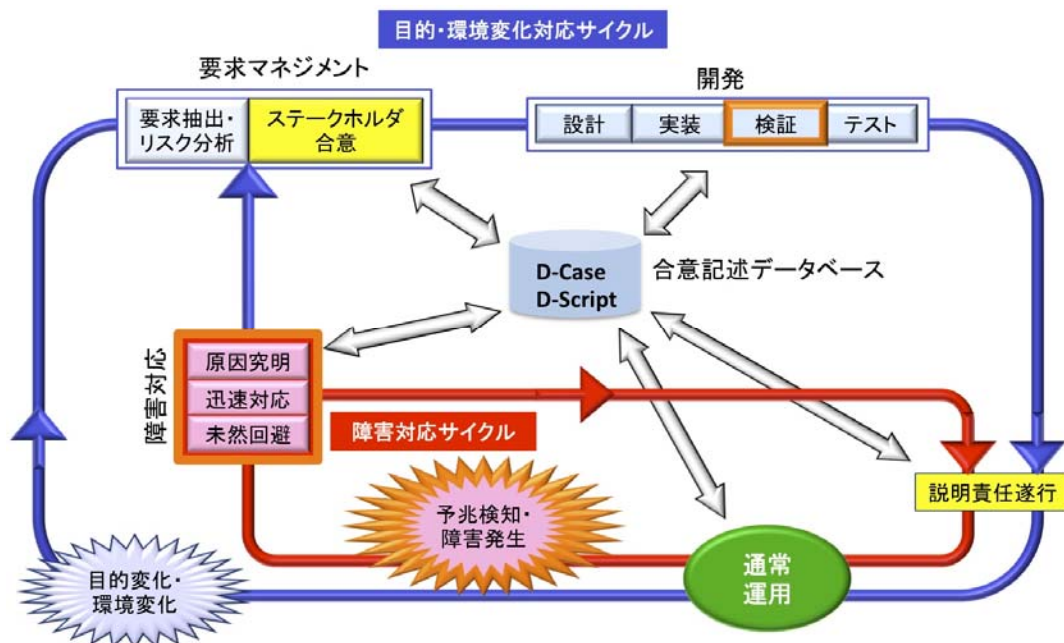 目的・環境変化対応サイクル
要求マネジメント
開発
要求抽出・
リスク分析
ステークホルダ
合意
設計
実装
検証
テスト
D-Case
D-Script
合意記述データベース
障害対応
原因究明
迅速対応
未然回避
障害対応サイクル
説明責任遂行
予兆検知・
障害発生
通常
運用
目的変化・
環境変化